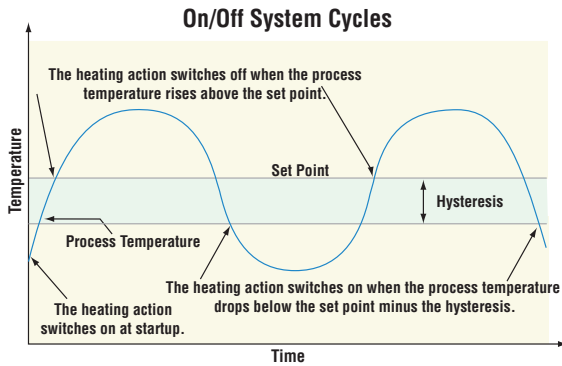 On/Off System Cycles
The heating action switches off when the process
temperature rises above the set point.
Temperature
Set Point
Hysteresis
Process Temperature
The heating action switches on when the process temperature
drops below the set point minus the hysteresis.
The heating action
switches on at startup.
Time